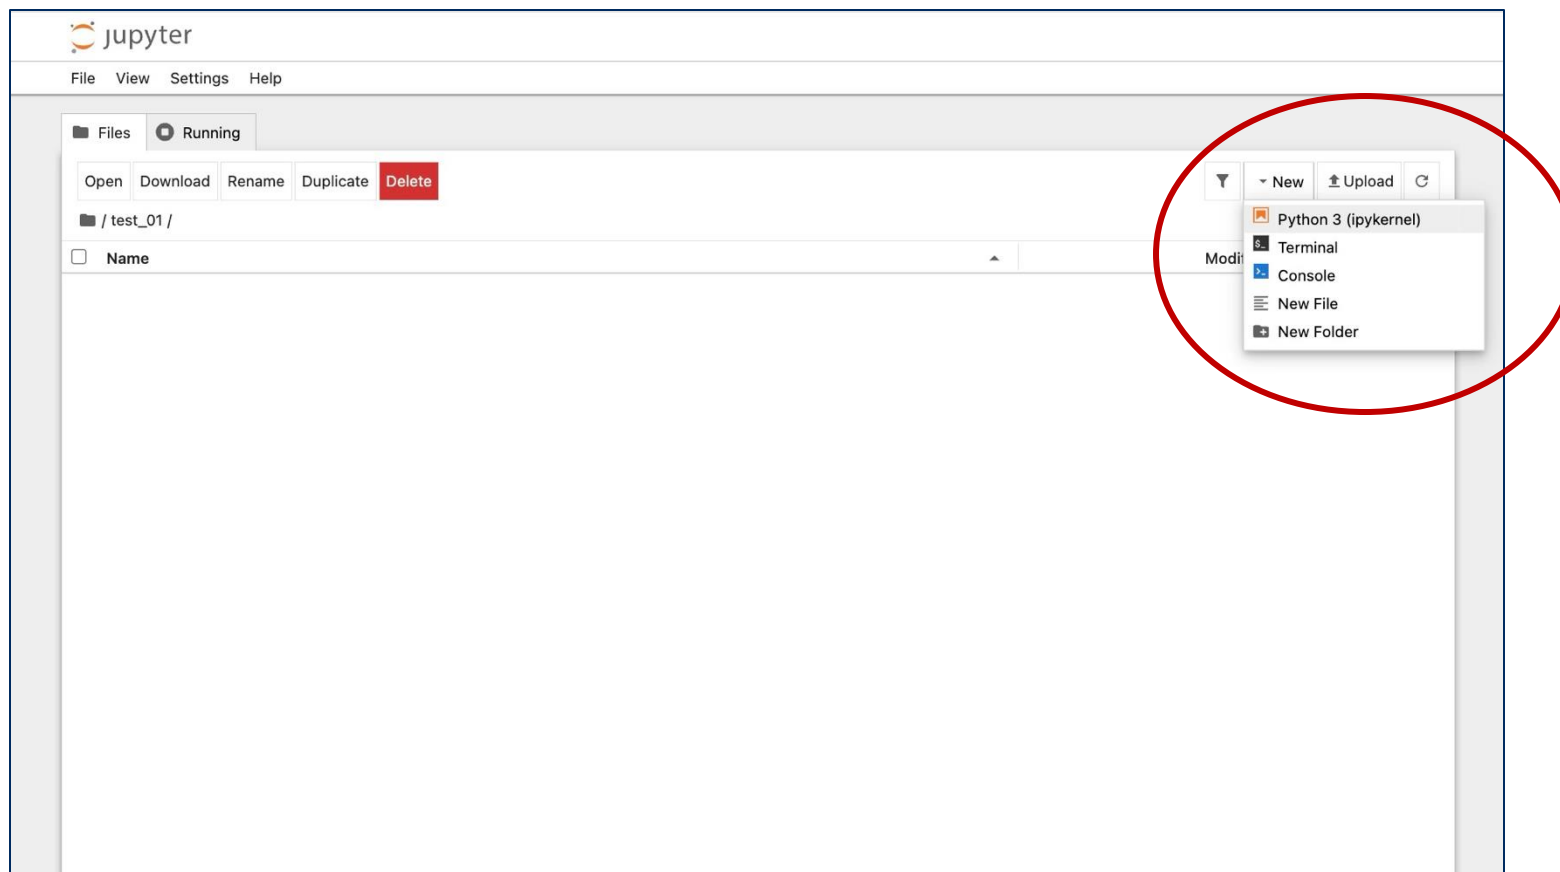 jupyter
File View Settings Help
Files Running
Open Download Rename Duplicate Delete New Upload
/ test_01 /
Name
Python 3 (ipykernel)
Terminal
Console
New File
New Folder